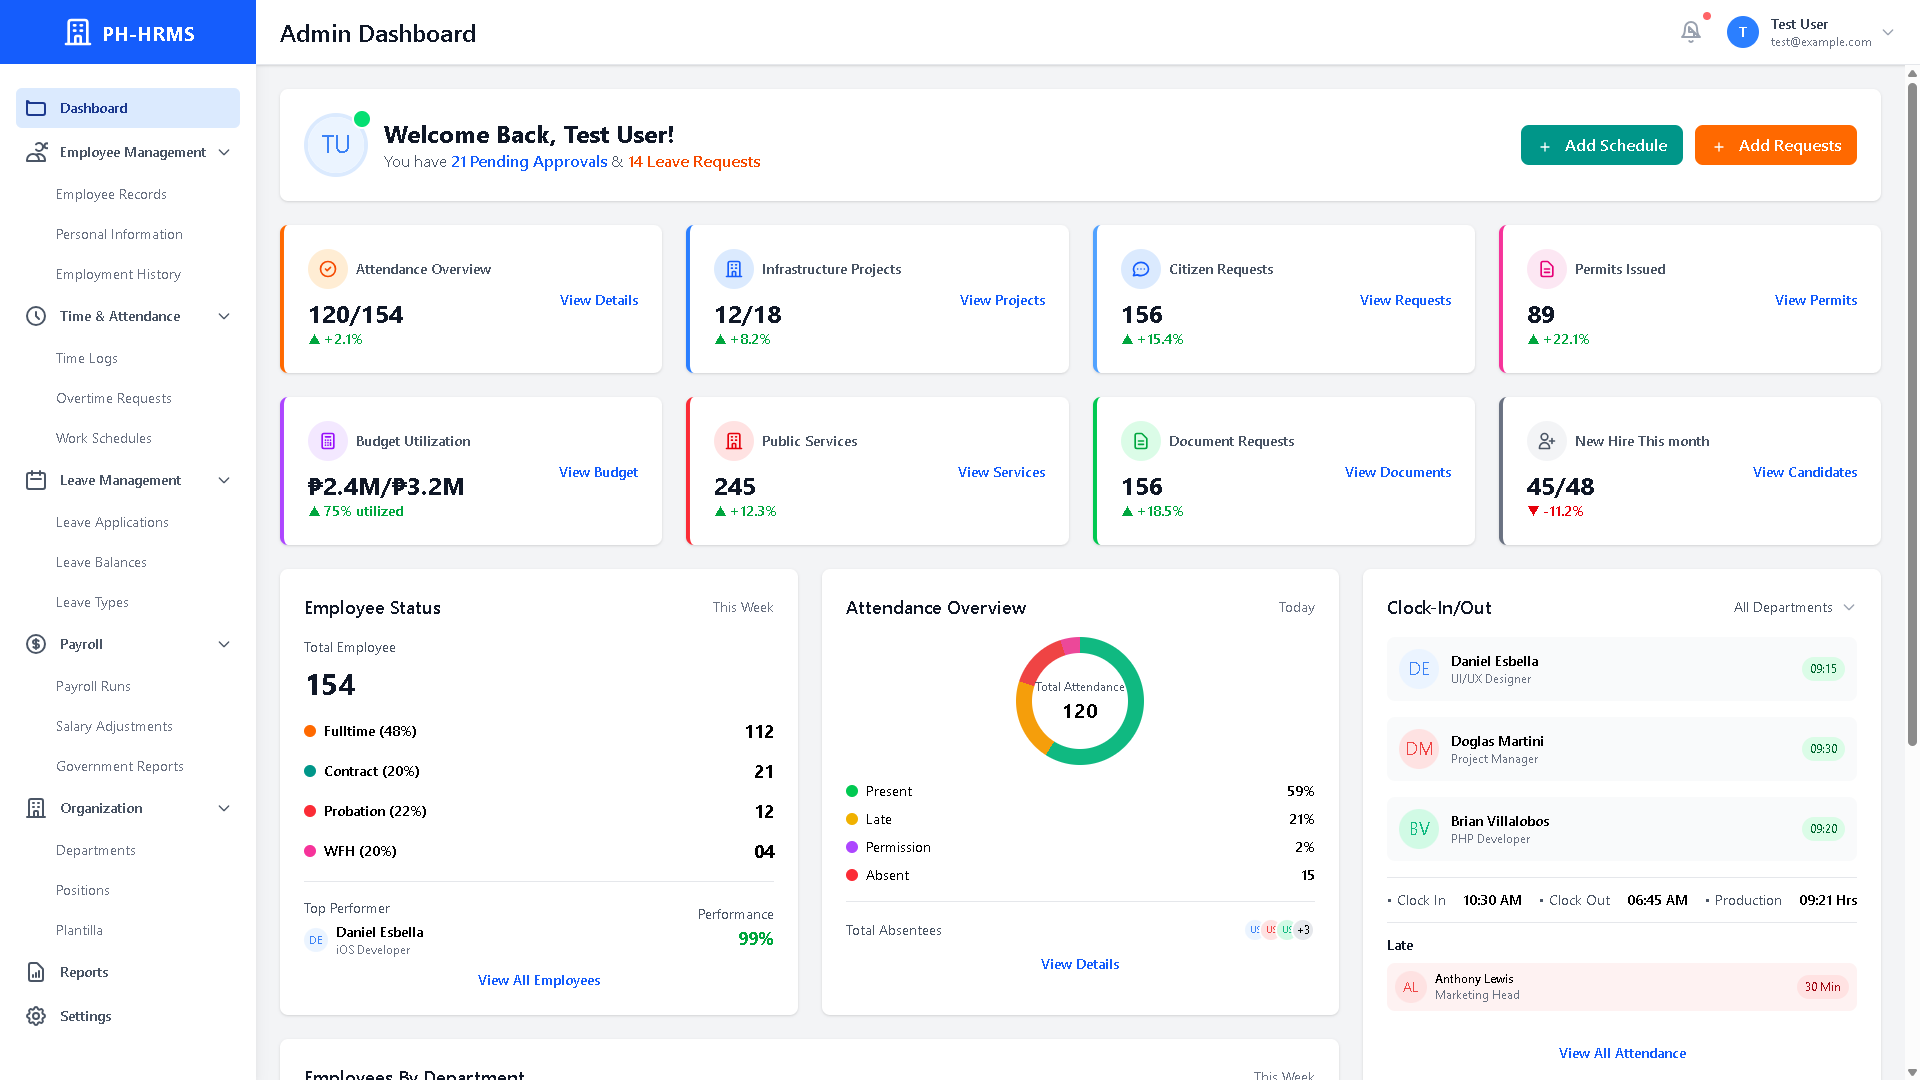 PH-HRMS
Admin Dashboard
T
Test User
test@example.com
Dashboard
Employee Management
Employee Records
Personal Information
Employment History
Time & Attendance
Time Logs
Overtime Requests
Work Schedules
Leave Management
Leave Applications
Leave Balances
Leave Types
Payroll
Payroll Runs
Salary Adjustments
Government Reports
Organization
Departments
Positions
Plantilla
Reports
Settings
TU
Welcome Back, Test User!
You have 21 Pending Approvals & 14 Leave Requests
+ Add Schedule
+ Add Requests
Attendance Overview
120/154
▲ +2.1%
View Details
Infrastructure Projects
12/18
▲ +8.2%
View Projects
Citizen Requests
156
▲ +15.4%
View Requests
Permits Issued
89
▲ +22.1%
View Permits
Budget Utilization
₱2.4M/₱3.2M
▲ 75% utilized
View Budget
Public Services
245
▲ +12.3%
View Services
Document Requests
156
▲ +18.5%
View Documents
New Hire This month
45/48
▼ -11.2%
View Candidates
Employee Status
This Week
Total Employee
154
Fulltime (48%) 112
Contract (20%) 21
Probation (22%) 12
WFH (20%) 04
Top Performer
DE
Daniel Esbella
iOS Developer
Performance
99%
View All Employees
Attendance Overview
Today
Total Attendance
120
Present 59%
Late 21%
Permission 2%
Absent 15
Total Absentees
+3
View Details
Clock-In/Out
All Departments
DE
Daniel Esbella
UI/UX Designer
09:15
DM
Doglas Martini
Project Manager
09:30
BV
Brian Villalobos
PHP Developer
09:20
• Clock In 10:30 AM • Clock Out 06:45 AM • Production 09:21 Hrs
Late
AL
Anthony Lewis
Marketing Head
30 Min
View All Attendance
Employees By Department
This Week